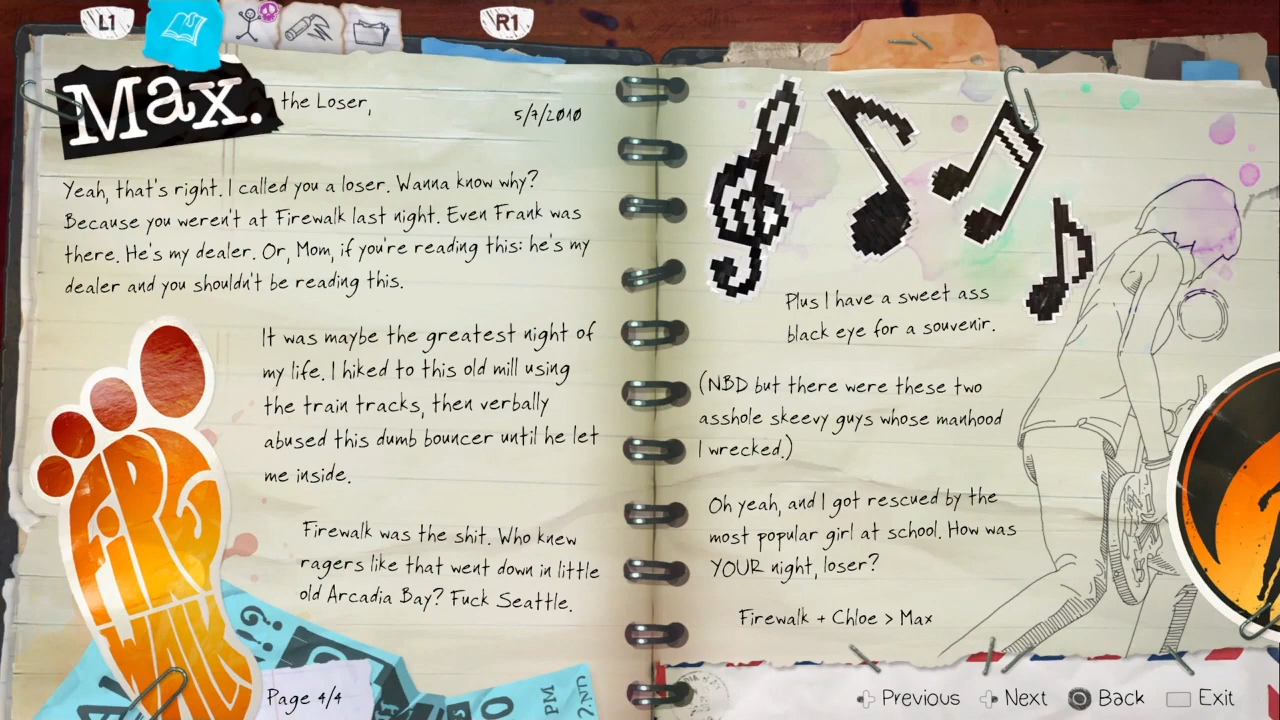 L1
R1
Max. the Loser,
5/7/2010
Yeah, that's right. I called you a loser. Wanna know why?
Because you weren't at Firewalk last night. Even Frank was
there. He's my dealer. Or, Mom, if you're reading this: he's my
dealer and you shouldn't be reading this.
It was maybe the greatest night of
my life. I hiked to this old mill using
the train tracks, then verbally
abused this dumb bouncer until he let
me inside.
Firewalk was the shit. Who knew
ragers like that went down in little
old Arcadia Bay? Fuck Seattle.
FIRE
WALK
PM
Page 4/4
Plus I have a sweet ass
black eye for a souvenir.
(NBD but there were these two
asshole skeevy guys whose manhood
I wrecked.)
Oh yeah, and I got rescued by the
most popular girl at school. How was
YOUR night, loser?
Firewalk + Chloe > Max
Previous Next Back Exit